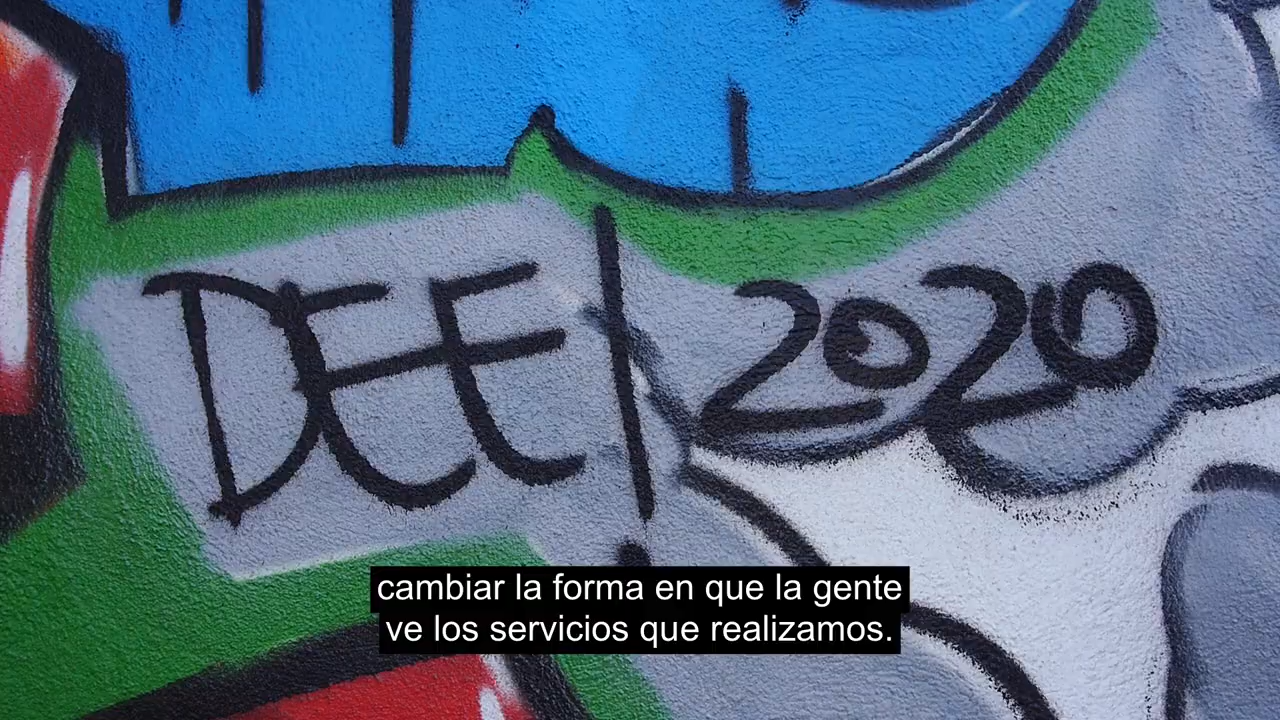 DEE! 2020
cambiar la forma en que la gente
ve los servicios que realizamos.